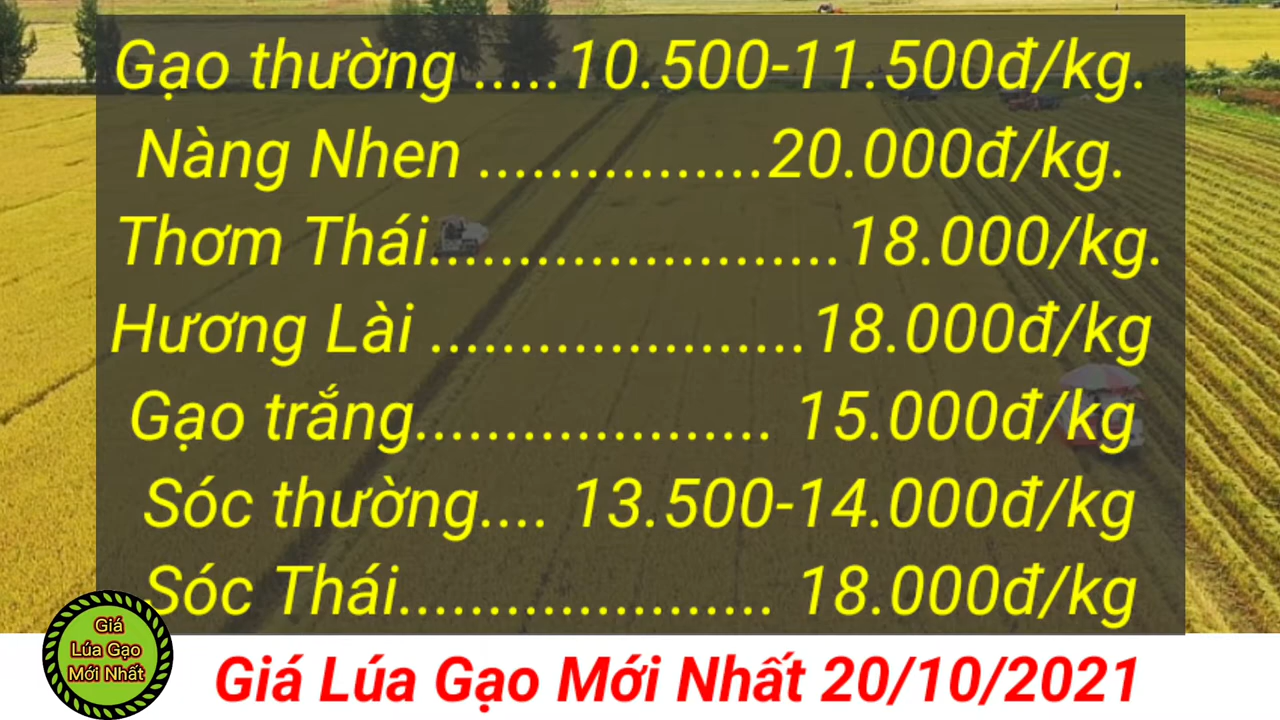 Gạo thường .....10.500-11.500đ/kg.
Nàng Nhen ................20.000đ/kg.
Thơm Thái.......................18.000/kg.
Hương Lài .....................18.000đ/kg
Gạo trắng.................... 15.000đ/kg
Sóc thường.... 13.500-14.000đ/kg
Sóc Thái..................... 18.000đ/kg
Giá
Lúa Gạo
Mới Nhất
Giá Lúa Gạo Mới Nhất 20/10/2021